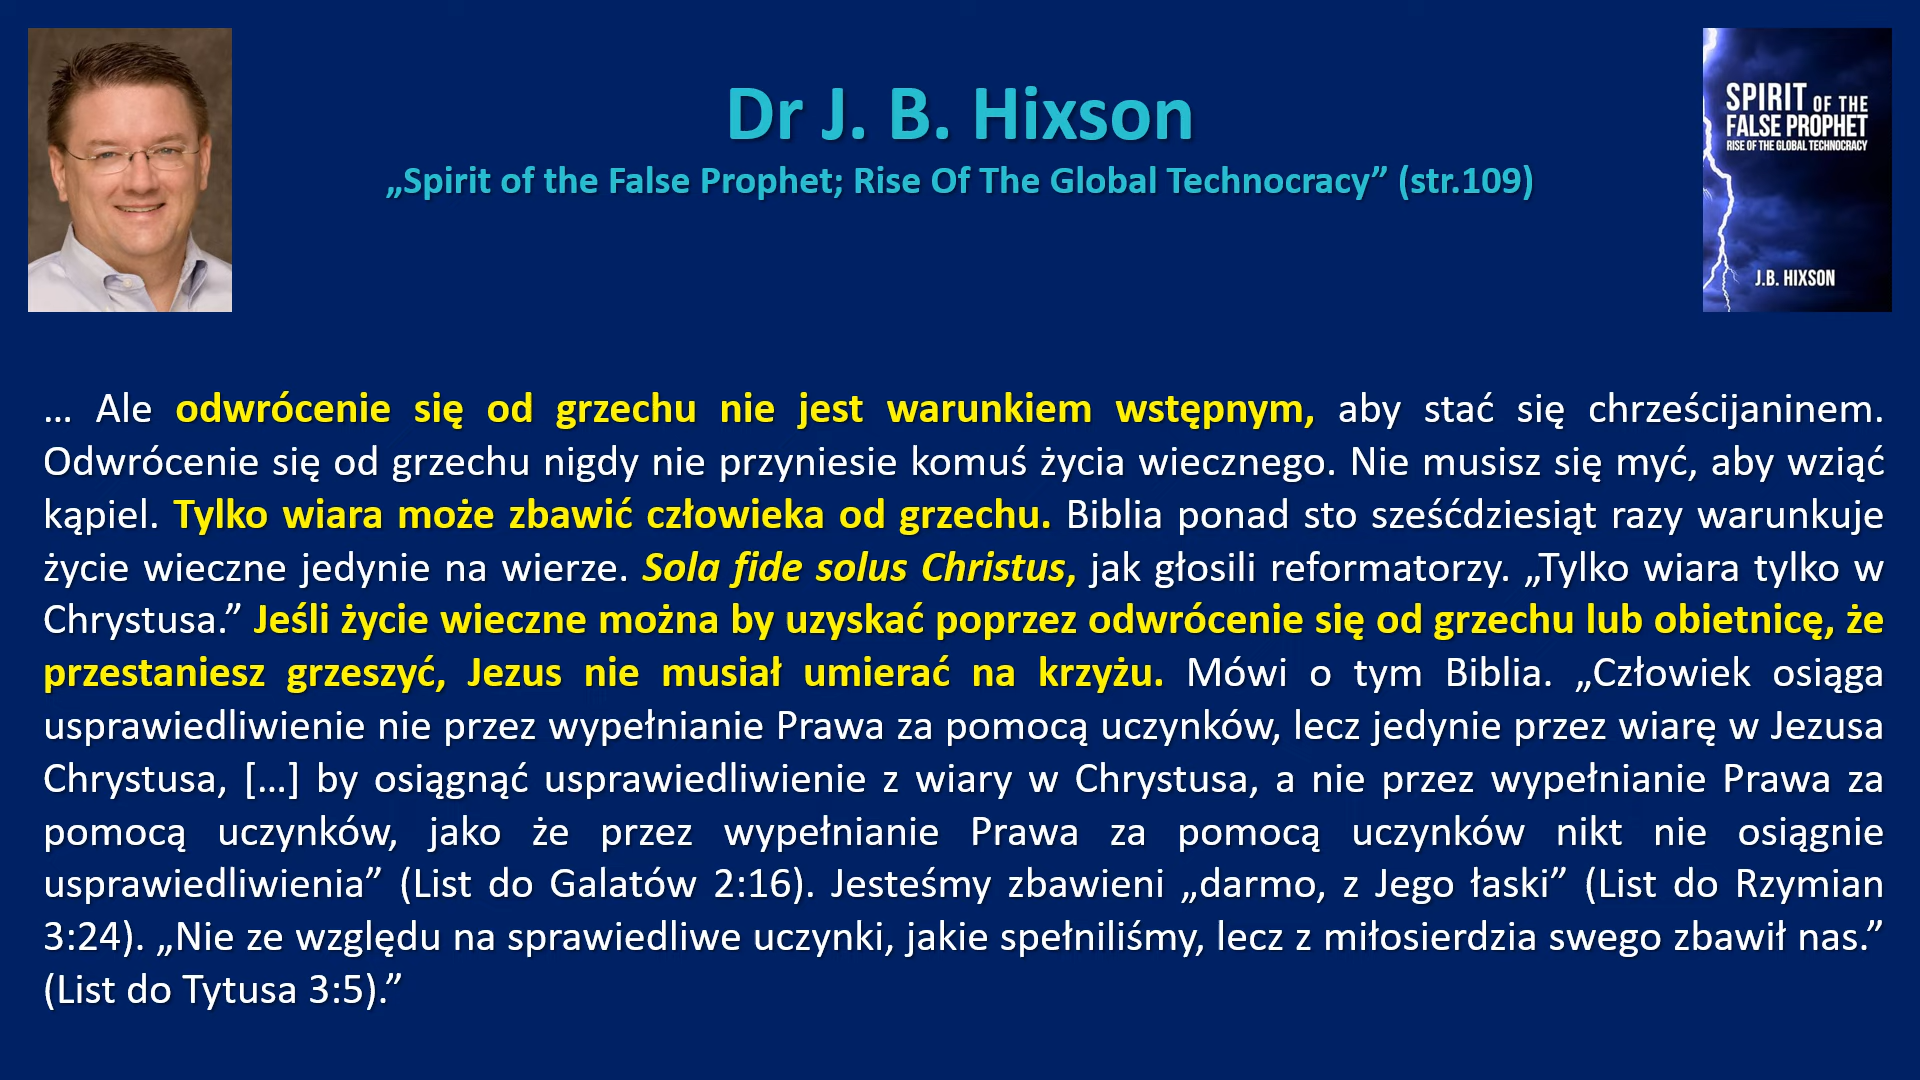 Dr J. B. Hixson
„Spirit of the False Prophet; Rise Of The Global Technocracy” (str.109)
SPIRIT OF THE
FALSE PROPHET
RISE OF THE GLOBAL TECHNOCRACY
J.B. HIXSON
… Ale odwrócenie się od grzechu nie jest warunkiem wstępnym, aby stać się chrześcijaninem.
Odwrócenie się od grzechu nigdy nie przyniesie komuś życia wiecznego. Nie musisz się myć, aby wziąć
kąpiel. Tylko wiara może zbawić człowieka od grzechu. Biblia ponad sto sześćdziesiąt razy warunkuje
życie wieczne jedynie na wierze. Sola fide solus Christus, jak głosili reformatorzy. „Tylko wiara tylko w
Chrystusa.” Jeśli życie wieczne można by uzyskać poprzez odwrócenie się od grzechu lub obietnicę, że
przestaniesz grzeszyć, Jezus nie musiał umierać na krzyżu. Mówi o tym Biblia. „Człowiek osiąga
usprawiedliwienie nie przez wypełnianie Prawa za pomocą uczynków, lecz jedynie przez wiarę w Jezusa
Chrystusa, […] by osiągnąć usprawiedliwienie z wiary w Chrystusa, a nie przez wypełnianie Prawa za
pomocą uczynków, jako że przez wypełnianie Prawa za pomocą uczynków nikt nie osiągnie
usprawiedliwienia” (List do Galatów 2:16). Jesteśmy zbawieni „darmo, z Jego łaski” (List do Rzymian
3:24). „Nie ze względu na sprawiedliwe uczynki, jakie spełniliśmy, lecz z miłosierdzia swego zbawił nas.”
(List do Tytusa 3:5).”